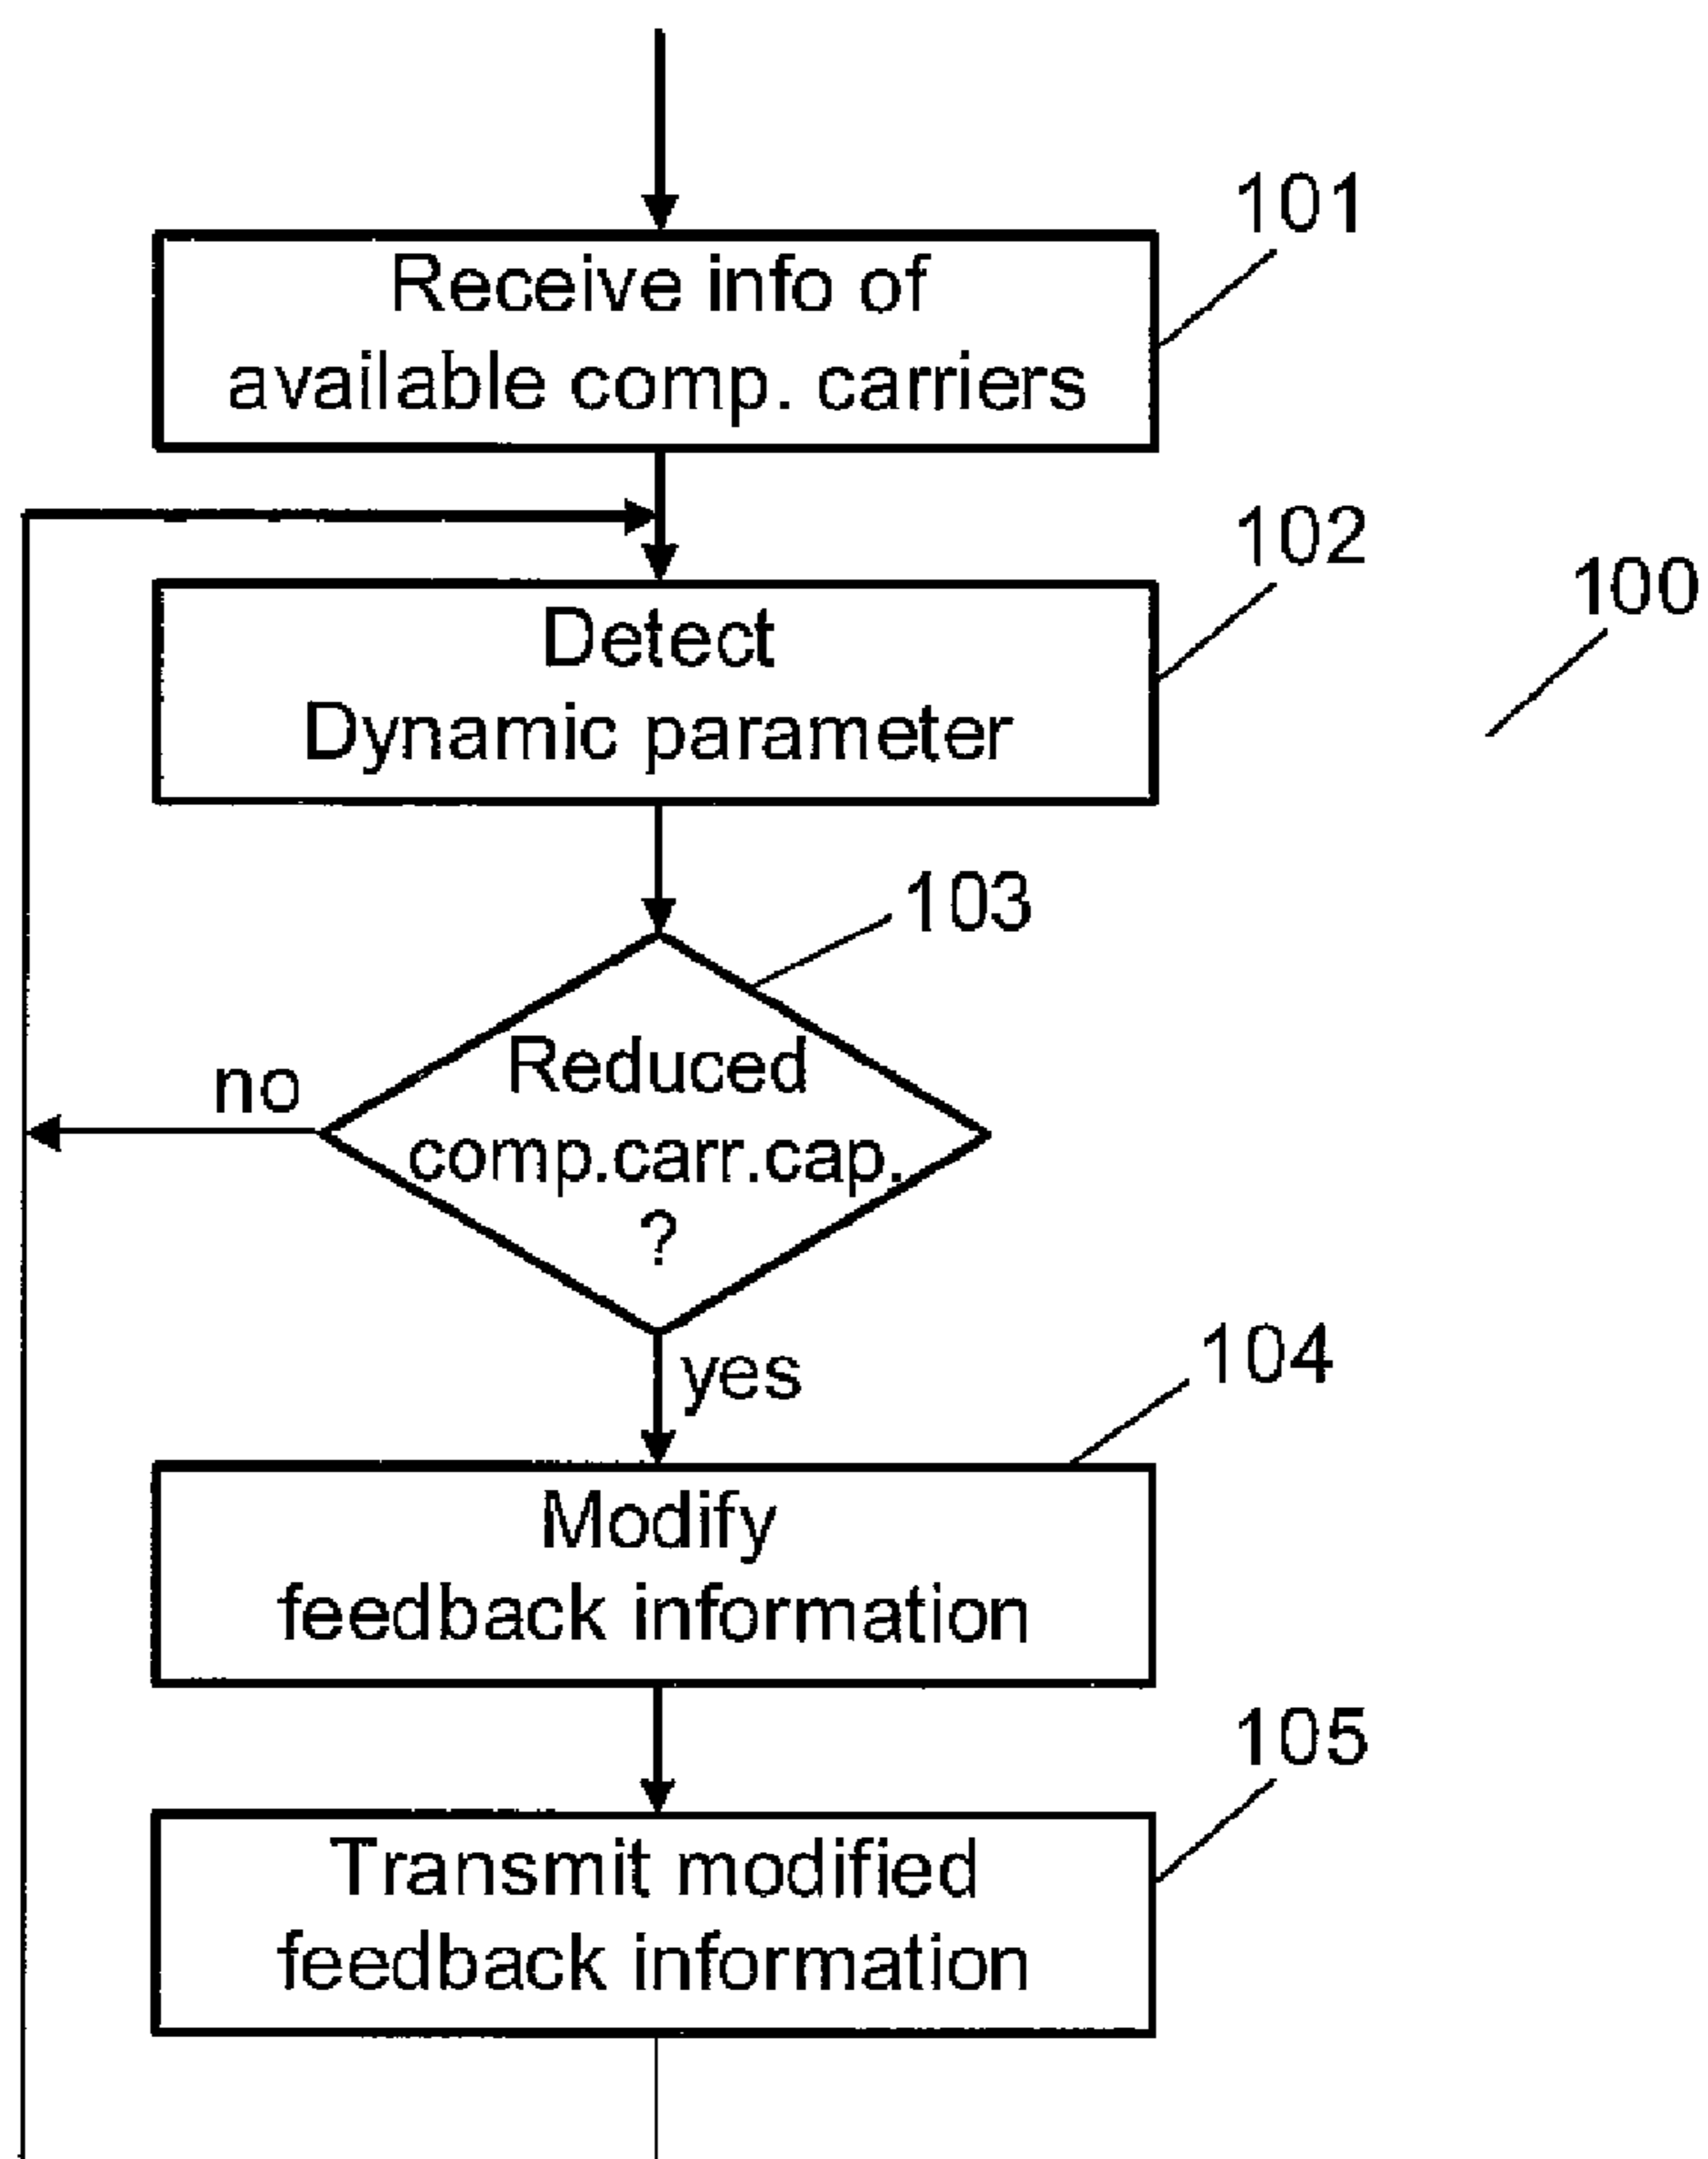 101
Receive info of
available comp. carriers
102
100
Detect
Dynamic parameter
103
Reduced
comp.carr.cap.
?
no
yes
104
Modify
feedback information
105
Transmit modified
feedback information